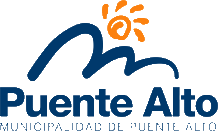 Puente Alto
MUNICIPALIDAD DE PUENTE ALTO